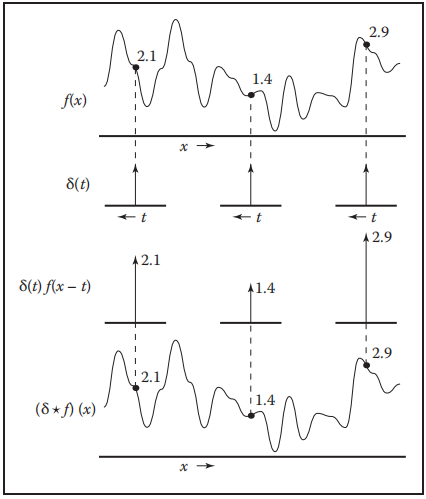 2.1
1.4
2.9
f(x)
x →
δ(t)
← t ← t ← t
2.1
1.4
2.9
δ(t) f(x – t)
2.1
1.4
2.9
(δ ⋆ f) (x)
x →